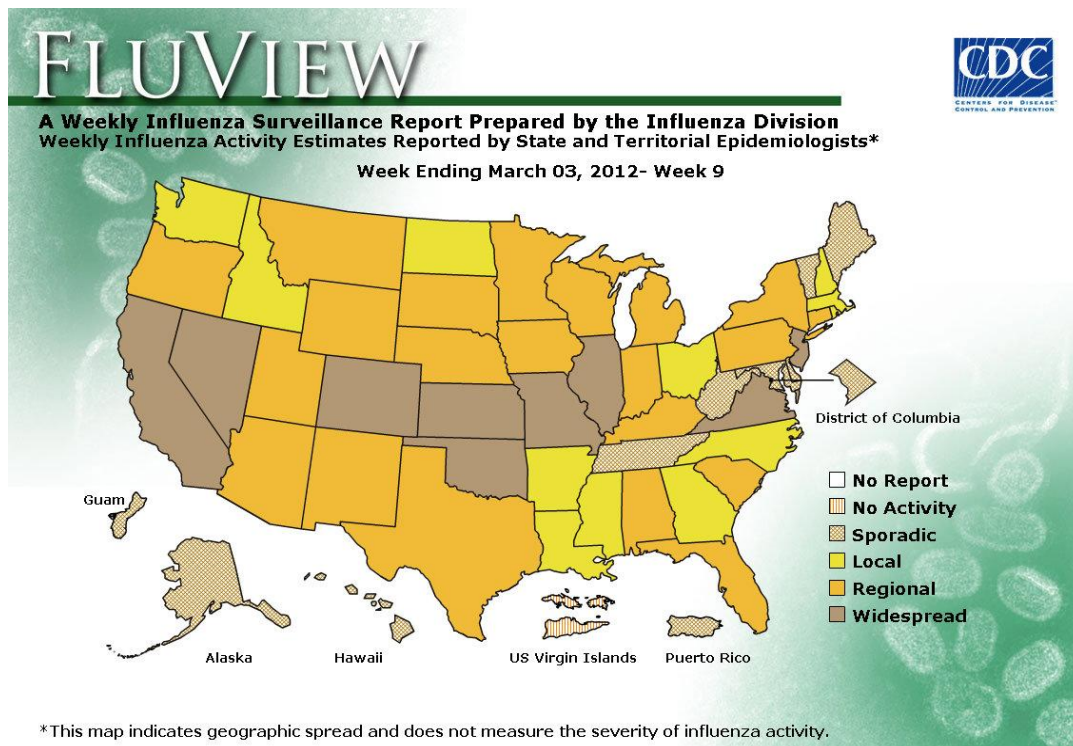 FLUVIEW
CDC
CENTERS FOR DISEASE™
CONTROL AND PREVENTION
A Weekly Influenza Surveillance Report Prepared by the Influenza Division
Weekly Influenza Activity Estimates Reported by State and Territorial Epidemiologists*
Week Ending March 03, 2012- Week 9
District of Columbia
Guam
No Report
No Activity
Sporadic
Local
Regional
Widespread
Alaska
Hawaii
US Virgin Islands
Puerto Rico
*This map indicates geographic spread and does not measure the severity of influenza activity.